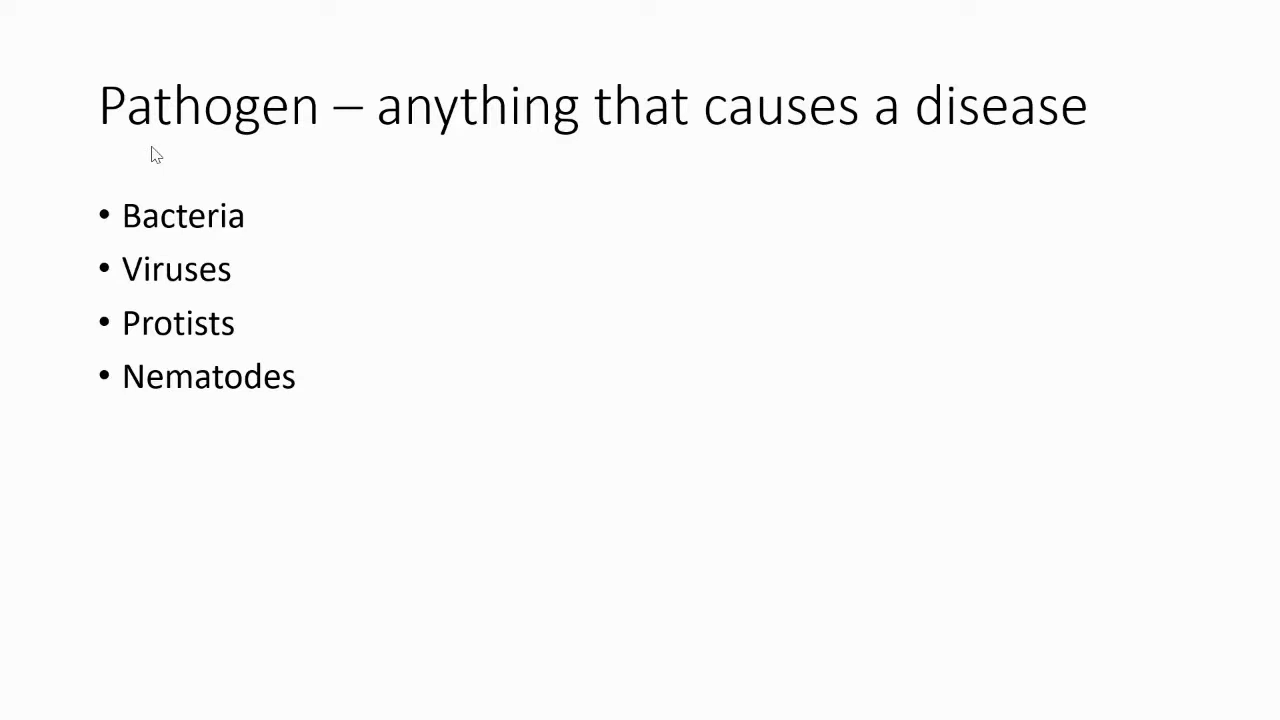 Pathogen – anything that causes a disease
• Bacteria
• Viruses
• Protists
• Nematodes